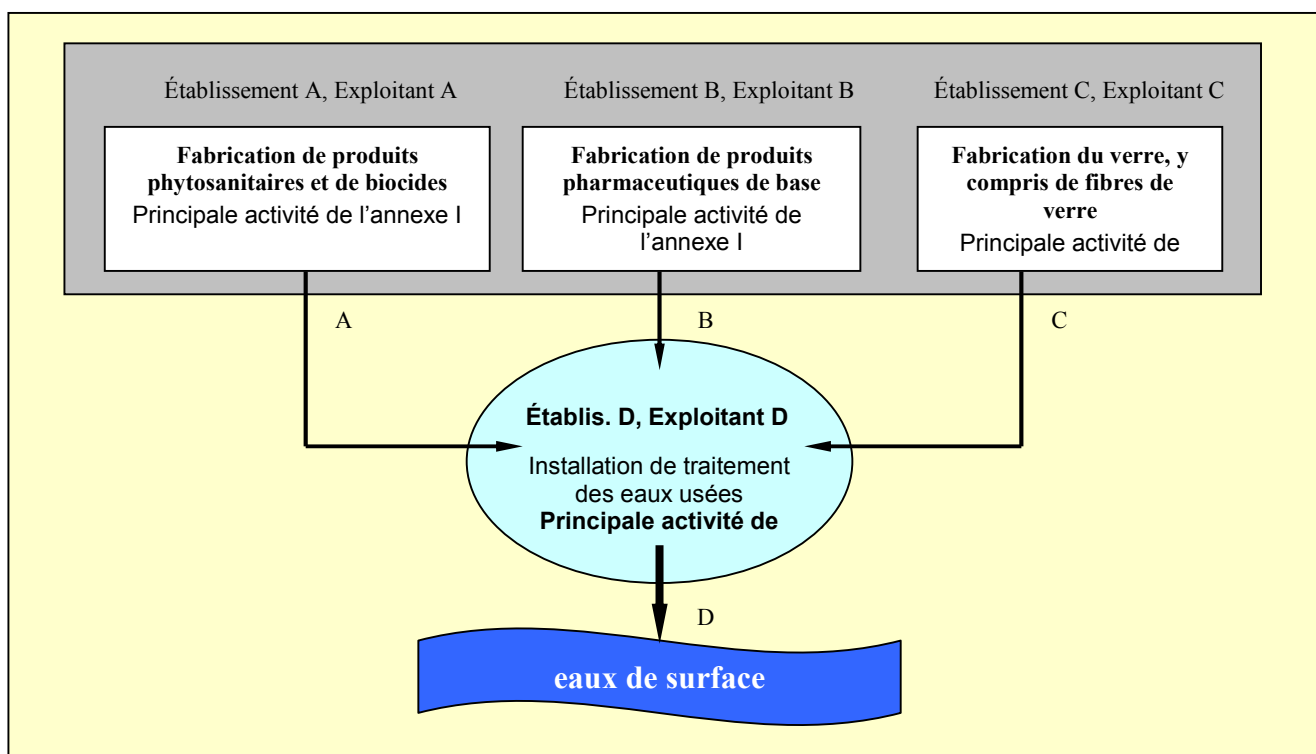 Établissement A, Exploitant A
Fabrication de produits
phytosanitaires et de biocides
Principale activité de l'annexe I
Établissement B, Exploitant B
Fabrication de produits
pharmaceutiques de base
Principale activité de
l'annexe I
Établissement C, Exploitant C
Fabrication du verre, y
compris de fibres de
verre
Principale activité de
A
B
C
Établis. D, Exploitant D
Installation de traitement
des eaux usées
Principale activité de
D
eaux de surface